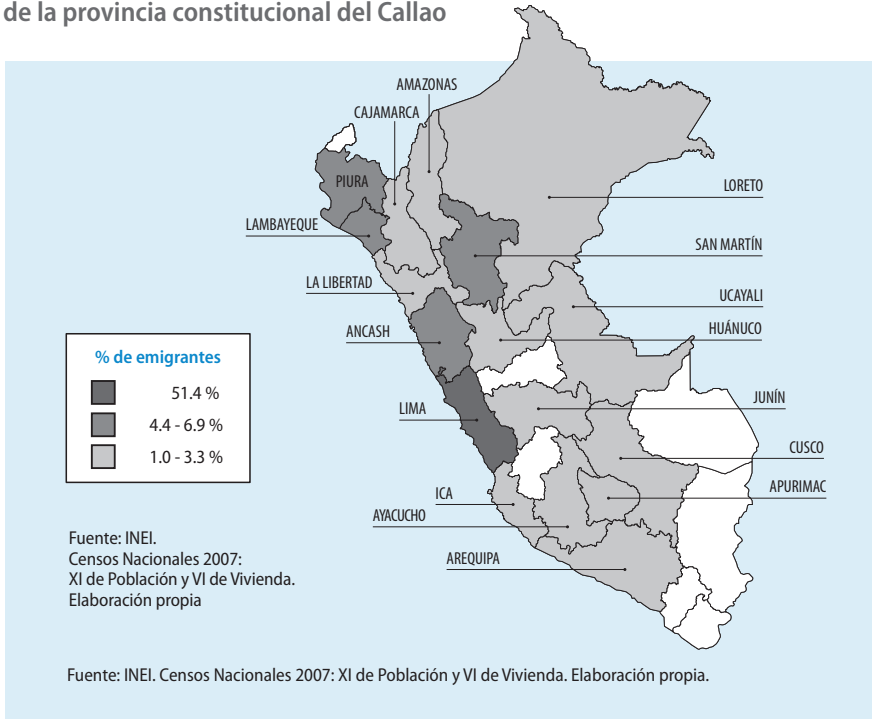 de la provincia constitucional del Callao
AMAZONAS
CAJAMARCA
PIURA
LORETO
LAMBAYEQUE
SAN MARTÍN
LA LIBERTAD
UCAYALI
ANCASH
HUÁNUCO
% de emigrantes
51.4 %
4.4 - 6.9 %
1.0 - 3.3 %
LIMA
JUNÍN
CUSCO
ICA
APURIMAC
AYACUCHO
AREQUIPA
Fuente: INEI.
Censos Nacionales 2007:
XI de Población y VI de Vivienda.
Elaboración propia
Fuente: INEI. Censos Nacionales 2007: XI de Población y VI de Vivienda. Elaboración propia.